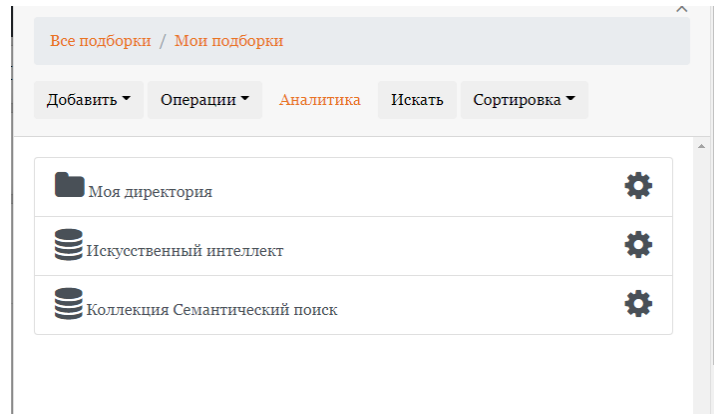 Все подборки / Мои подборки
Добавить Операции Аналитика Искать Сортировка
Моя директория
Искусственный интеллект
Коллекция Семантический поиск